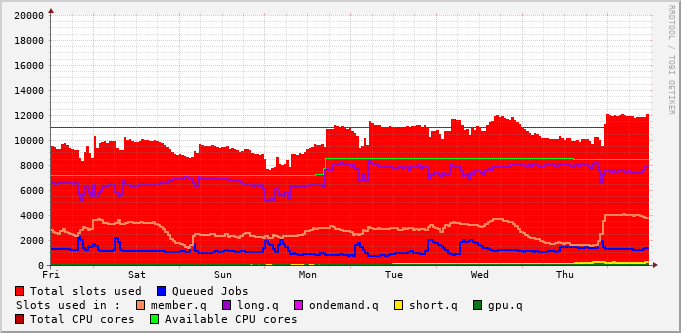 20000
18000
16000
14000
12000
10000
8000
6000
4000
2000
0
Fri Sat Sun Mon Tue Wed Thu
Total slots used Queued Jobs
Slots used in : member.q long.q ondemand.q short.q gpu.q
Total CPU cores Available CPU cores
RRDTOOL / TOBI OETIKER